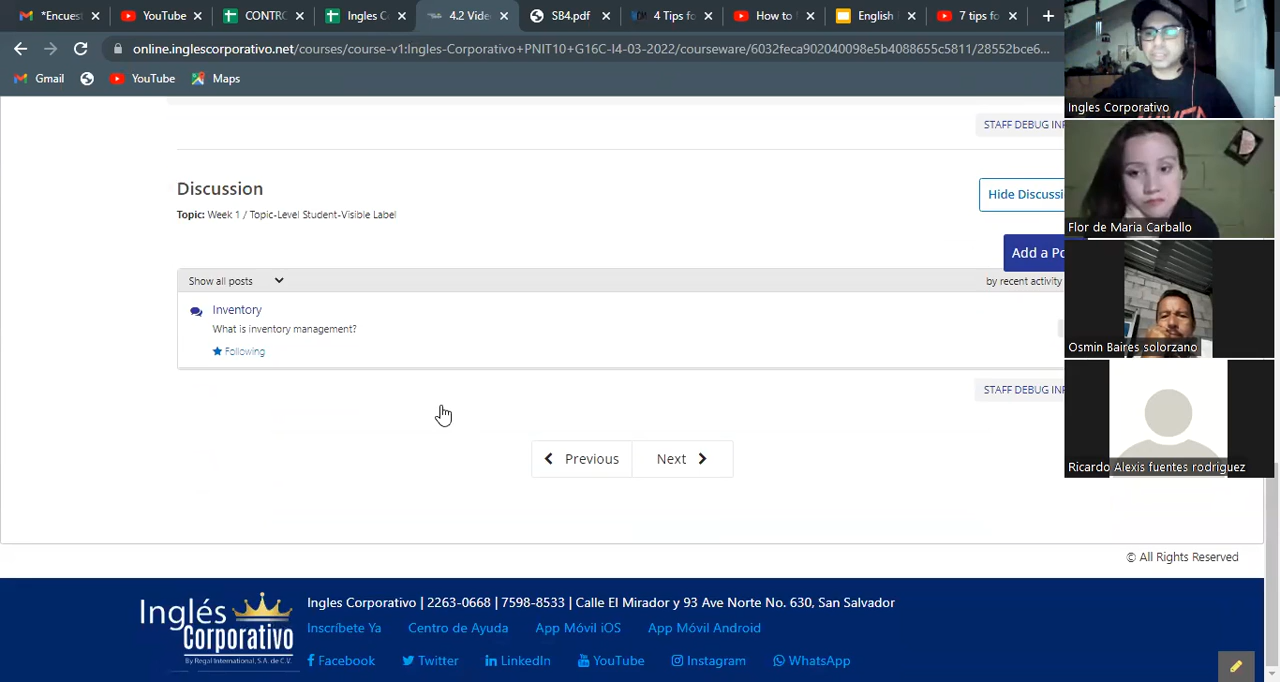 *Encues
YouTube
CONTRO
Ingles C
4.2 Vide
SB4.pdf
4 Tips fo
How to
English
7 tips fo
online.inglescorporativo.net/courses/course-v1:Ingles-Corporativo+PNIT10+G16C-I4-03-2022/courseware/6032feca902040098e5b4088655c5811/28552bce6...
Gmail
YouTube
Maps
Ingles Corporativo
STAFF DEBUG INF
Discussion
Hide Discussi
Topic: Week 1 / Topic-Level Student-Visible Label
Flor de Maria Carballo
Add a Po
Show all posts
by recent activity
Inventory
What is inventory management?
Following
Osmin Baires solorzano
STAFF DEBUG INF
Previous
Next
Ricardo Alexis fuentes rodriguez
© All Rights Reserved
Inglés Corporativo
By Regal International, S.A. de C.V.
Ingles Corporativo | 2263-0668 | 7598-8533 | Calle El Mirador y 93 Ave Norte No. 630, San Salvador
Inscríbete Ya
Centro de Ayuda
App Móvil iOS
App Móvil Android
Facebook
Twitter
LinkedIn
YouTube
Instagram
WhatsApp